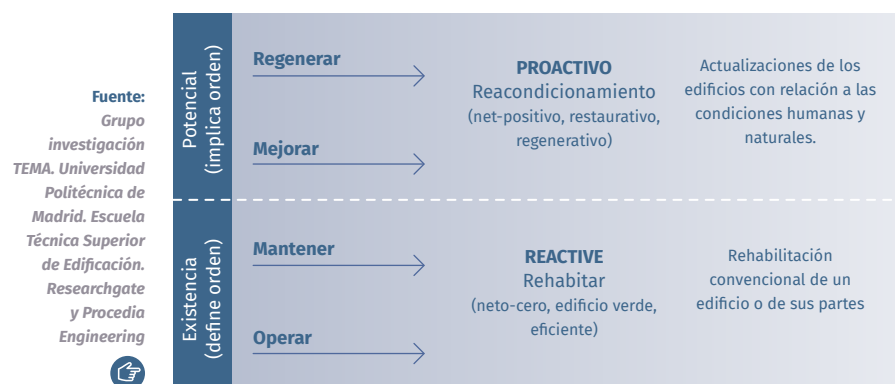 Fuente:
Grupo
investigación
TEMA. Universidad
Politécnica de
Madrid. Escuela
Técnica Superior
de Edificación.
Researchgate
y Procedia
Engineering
Potencial
(implica orden)
Regenerar
Mejorar
PROACTIVO
Reacondicionamiento
(net-positivo, restaurativo,
regenerativo)
Actualizaciones de los
edificios con relación a las
condiciones humanas y
naturales.
Existencia
(define orden)
Mantener
Operar
REACTIVE
Rehabitar
(neto-cero, edificio verde,
eficiente)
Rehabilitación
convencional de un
edificio o de sus partes